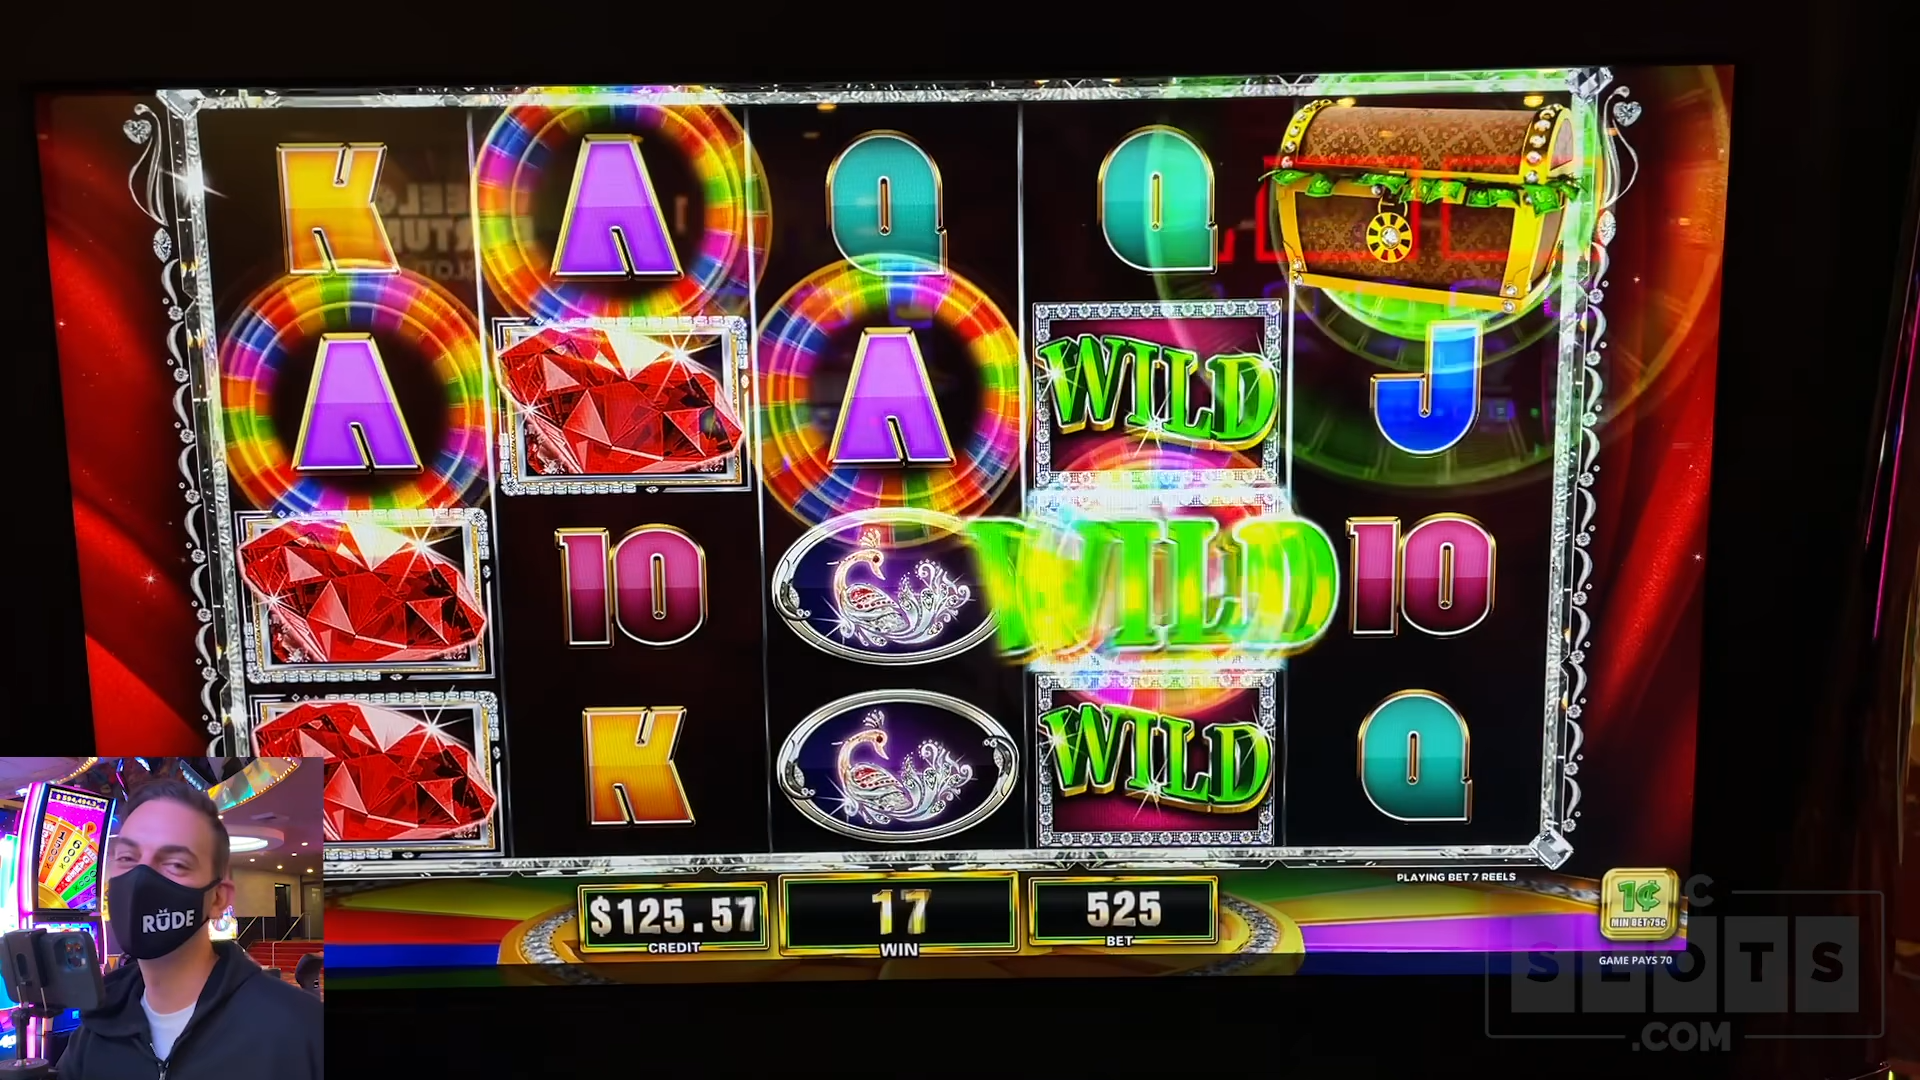 K A Q Q
A A WILD J
10 WILD 10
K WILD Q
PLAYING BET 7 REELS
1¢
MIN BET 75¢
$125.57
CREDIT
17
WIN
525
BET
GAME PAYS 70
RÜDE
SLOTS
.COM